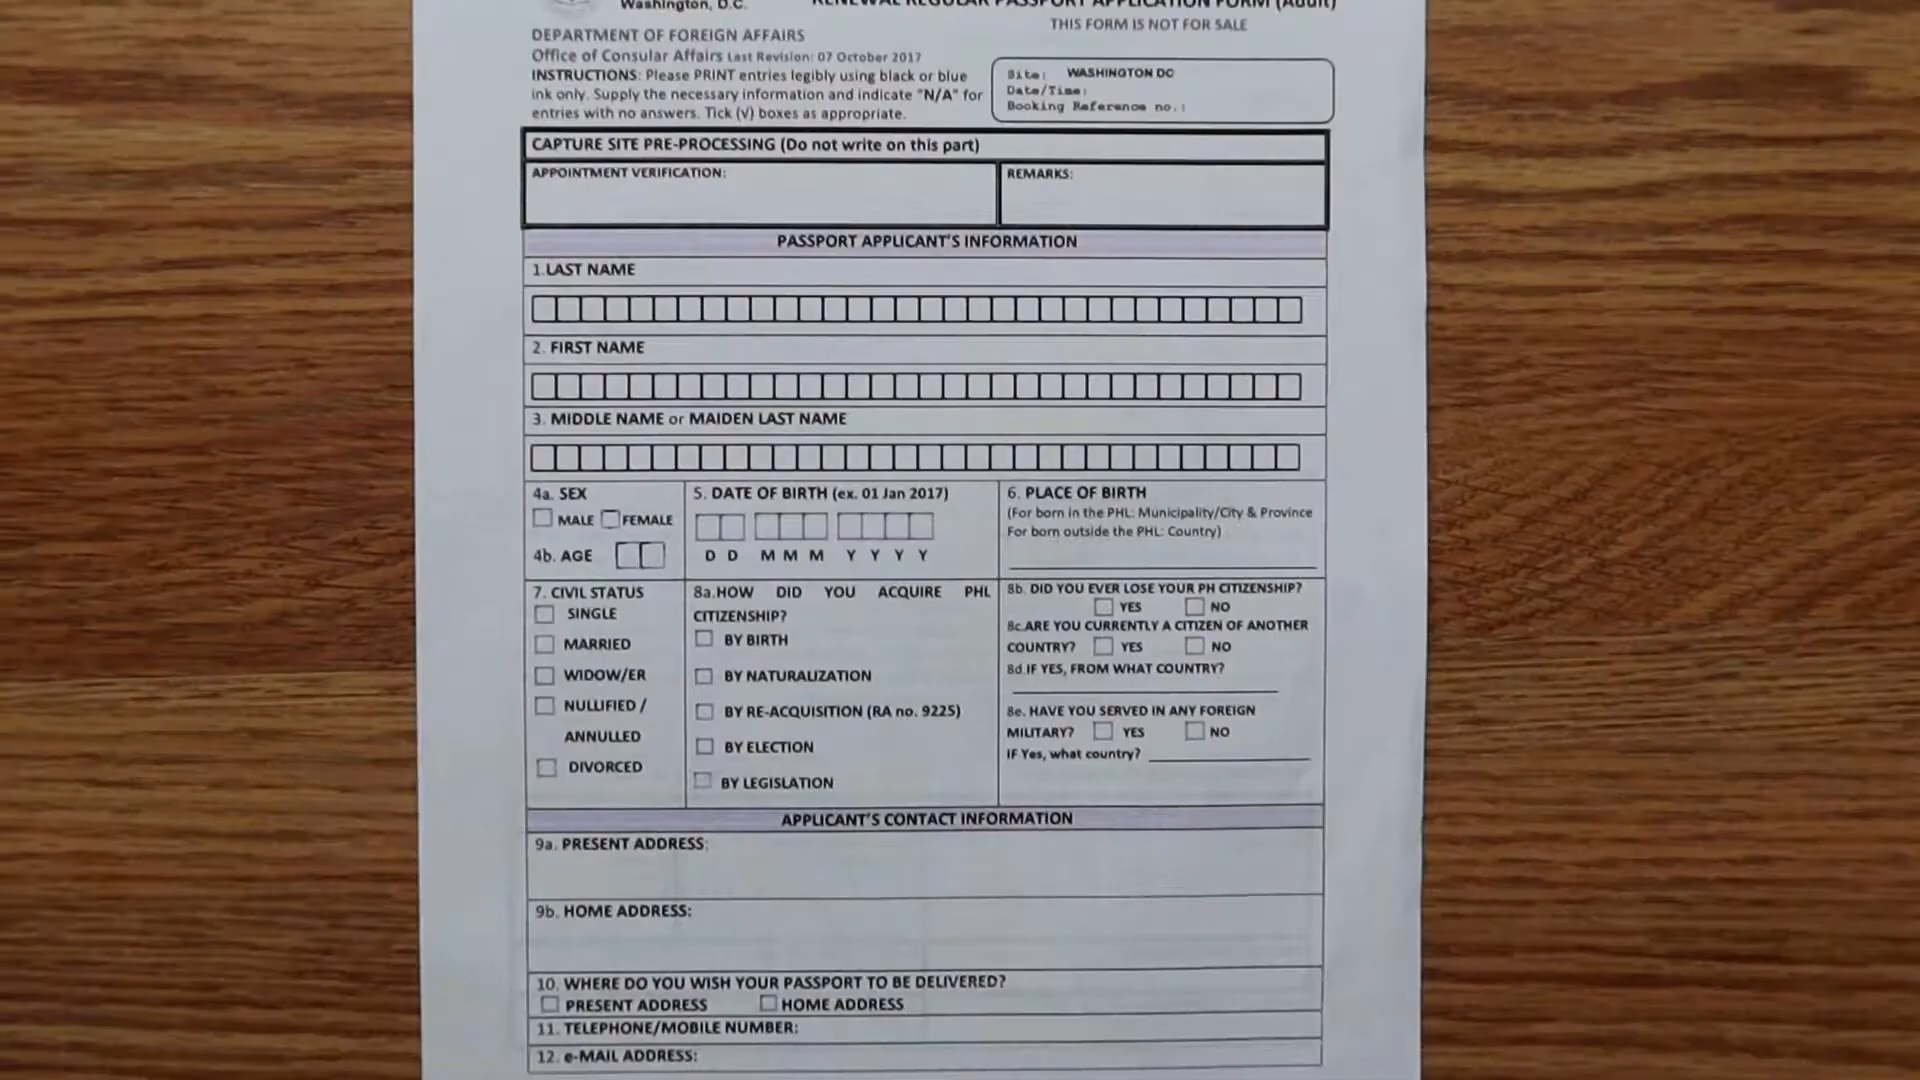 Washington, D.C.
RENEWAL REGULAR PASSPORT APPLICATION FORM (Adult)
THIS FORM IS NOT FOR SALE
DEPARTMENT OF FOREIGN AFFAIRS
Office of Consular Affairs Last Revision: 07 October 2017
INSTRUCTIONS: Please PRINT entries legibly using black or blue
ink only. Supply the necessary information and indicate "N/A" for
entries with no answers. Tick (√) boxes as appropriate.
Site: WASHINGTON DC
Date/Time:
Booking Reference no.:
CAPTURE SITE PRE-PROCESSING (Do not write on this part)
APPOINTMENT VERIFICATION:
REMARKS:
PASSPORT APPLICANT'S INFORMATION
1.LAST NAME
2. FIRST NAME
3. MIDDLE NAME or MAIDEN LAST NAME
4a. SEX
MALE FEMALE
4b. AGE
5. DATE OF BIRTH (ex. 01 Jan 2017)
D D M M M Y Y Y Y
6. PLACE OF BIRTH
(For born in the PHL: Municipality/City & Province
For born outside the PHL: Country)
7. CIVIL STATUS
SINGLE
MARRIED
WIDOW/ER
NULLIFIED /
ANNULLED
DIVORCED
8a.HOW DID YOU ACQUIRE PHL
CITIZENSHIP?
BY BIRTH
BY NATURALIZATION
BY RE-ACQUISITION (RA no. 9225)
BY ELECTION
BY LEGISLATION
8b. DID YOU EVER LOSE YOUR PH CITIZENSHIP?
YES NO
8c.ARE YOU CURRENTLY A CITIZEN OF ANOTHER
COUNTRY? YES NO
8d.IF YES, FROM WHAT COUNTRY?
8e. HAVE YOU SERVED IN ANY FOREIGN
MILITARY? YES NO
IF Yes, what country?
APPLICANT'S CONTACT INFORMATION
9a. PRESENT ADDRESS:
9b. HOME ADDRESS:
10. WHERE DO YOU WISH YOUR PASSPORT TO BE DELIVERED?
PRESENT ADDRESS HOME ADDRESS
11. TELEPHONE/MOBILE NUMBER:
12. e-MAIL ADDRESS: